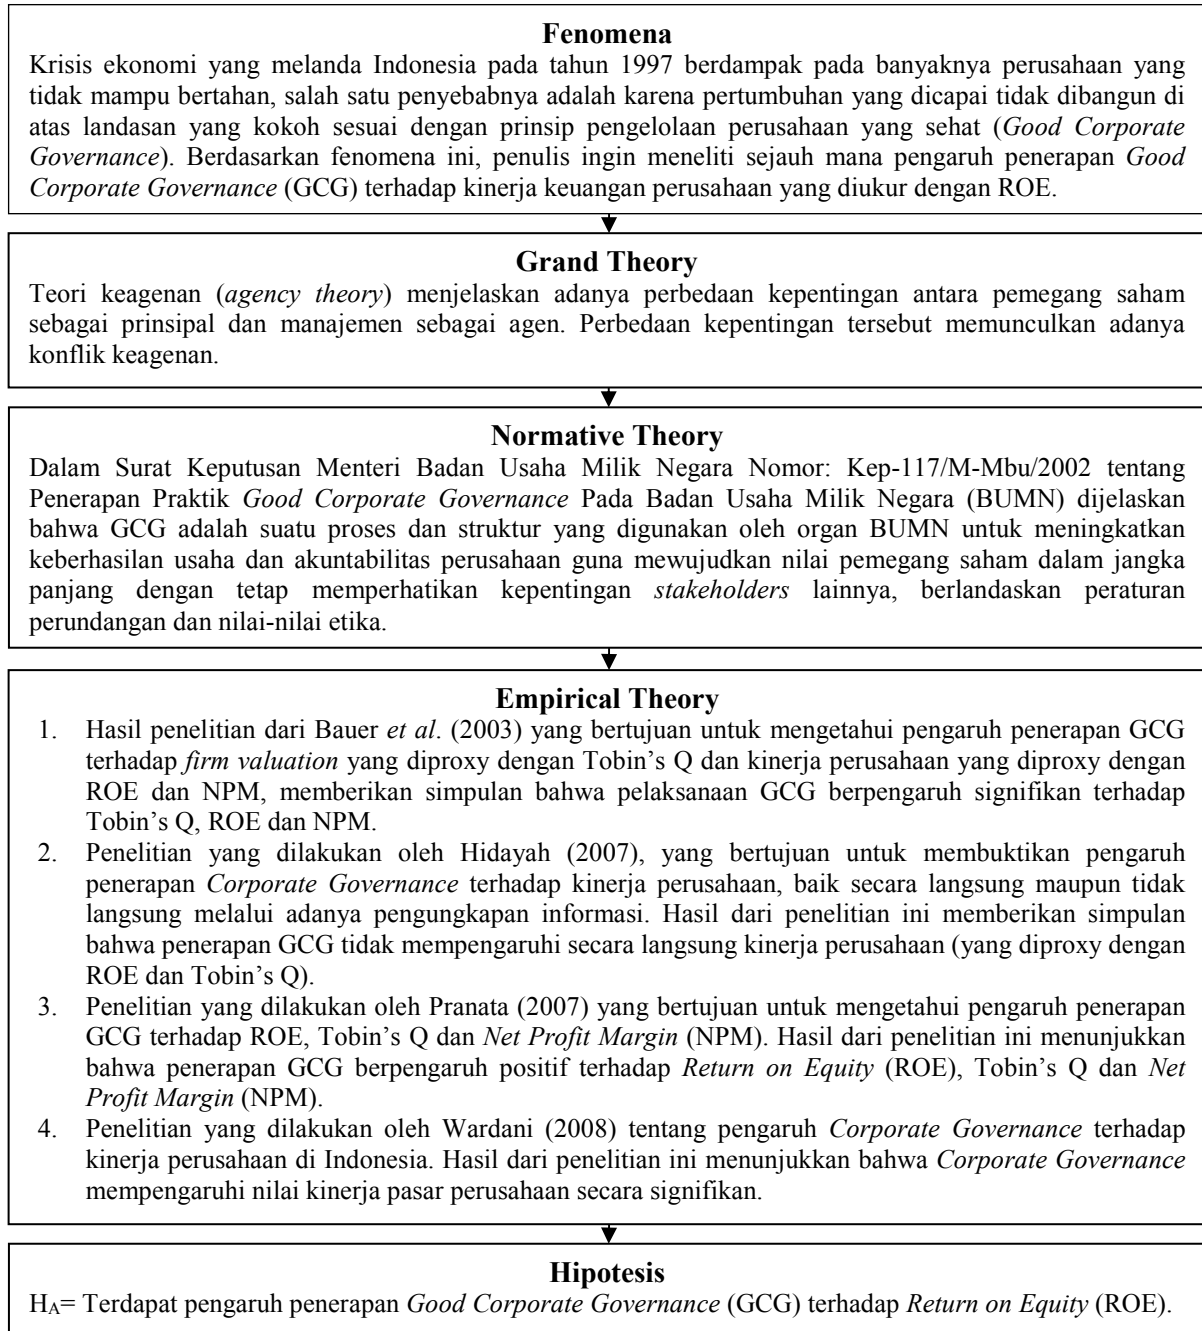 Fenomena
Krisis ekonomi yang melanda Indonesia pada tahun 1997 berdampak pada banyaknya perusahaan yang
tidak mampu bertahan, salah satu penyebabnya adalah karena pertumbuhan yang dicapai tidak dibangun di
atas landasan yang kokoh sesuai dengan prinsip pengelolaan perusahaan yang sehat (Good Corporate
Governance). Berdasarkan fenomena ini, penulis ingin meneliti sejauh mana pengaruh penerapan Good
Corporate Governance (GCG) terhadap kinerja keuangan perusahaan yang diukur dengan ROE.
Grand Theory
Teori keagenan (agency theory) menjelaskan adanya perbedaan kepentingan antara pemegang saham
sebagai prinsipal dan manajemen sebagai agen. Perbedaan kepentingan tersebut memunculkan adanya
konflik keagenan.
Normative Theory
Dalam Surat Keputusan Menteri Badan Usaha Milik Negara Nomor: Kep-117/M-Mbu/2002 tentang
Penerapan Praktik Good Corporate Governance Pada Badan Usaha Milik Negara (BUMN) dijelaskan
bahwa GCG adalah suatu proses dan struktur yang digunakan oleh organ BUMN untuk meningkatkan
keberhasilan usaha dan akuntabilitas perusahaan guna mewujudkan nilai pemegang saham dalam jangka
panjang dengan tetap memperhatikan kepentingan stakeholders lainnya, berlandaskan peraturan
perundangan dan nilai-nilai etika.
Empirical Theory
1. Hasil penelitian dari Bauer et al. (2003) yang bertujuan untuk mengetahui pengaruh penerapan GCG
terhadap firm valuation yang diproxy dengan Tobin's Q dan kinerja perusahaan yang diproxy dengan
ROE dan NPM, memberikan simpulan bahwa pelaksanaan GCG berpengaruh signifikan terhadap
Tobin's Q, ROE dan NPM.
2. Penelitian yang dilakukan oleh Hidayah (2007), yang bertujuan untuk membuktikan pengaruh
penerapan Corporate Governance terhadap kinerja perusahaan, baik secara langsung maupun tidak
langsung melalui adanya pengungkapan informasi. Hasil dari penelitian ini memberikan simpulan
bahwa penerapan GCG tidak mempengaruhi secara langsung kinerja perusahaan (yang diproxy dengan
ROE dan Tobin's Q).
3. Penelitian yang dilakukan oleh Pranata (2007) yang bertujuan untuk mengetahui pengaruh penerapan
GCG terhadap ROE, Tobin's Q dan Net Profit Margin (NPM). Hasil dari penelitian ini menunjukkan
bahwa penerapan GCG berpengaruh positif terhadap Return on Equity (ROE), Tobin's Q dan Net
Profit Margin (NPM).
4. Penelitian yang dilakukan oleh Wardani (2008) tentang pengaruh Corporate Governance terhadap
kinerja perusahaan di Indonesia. Hasil dari penelitian ini menunjukkan bahwa Corporate Governance
mempengaruhi nilai kinerja pasar perusahaan secara signifikan.
Hipotesis
HA= Terdapat pengaruh penerapan Good Corporate Governance (GCG) terhadap Return on Equity (ROE).